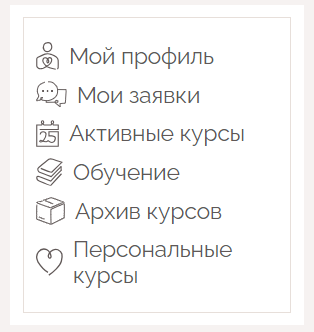 Мой профиль
Мои заявки
25
Активные курсы
Обучение
Архив курсов
Персональные
курсы